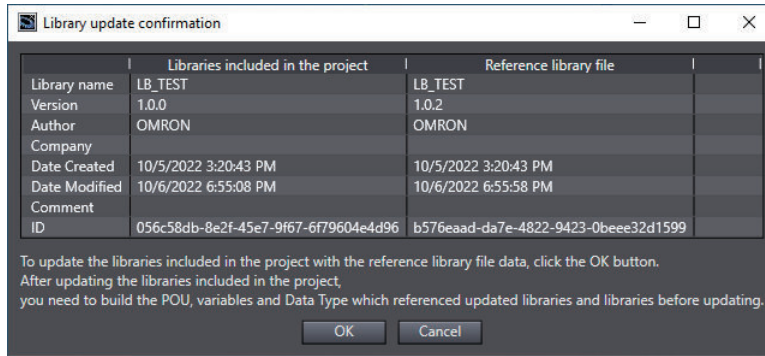 Library update confirmation
Libraries included in the project Reference library file
Library name LB_TEST LB_TEST
Version 1.0.0 1.0.2
Author OMRON OMRON
Company
Date Created 10/5/2022 3:20:43 PM 10/5/2022 3:20:43 PM
Date Modified 10/6/2022 6:55:08 PM 10/6/2022 6:55:58 PM
Comment
ID 056c58db-8e2f-45e7-9f67-6f79604e4d96 b576eaad-da7e-4822-9423-0beee32d1599
To update the libraries included in the project with the reference library file data, click the OK button.
After updating the libraries included in the project,
you need to build the POU, variables and Data Type which referenced updated libraries and libraries before updating.
OK Cancel